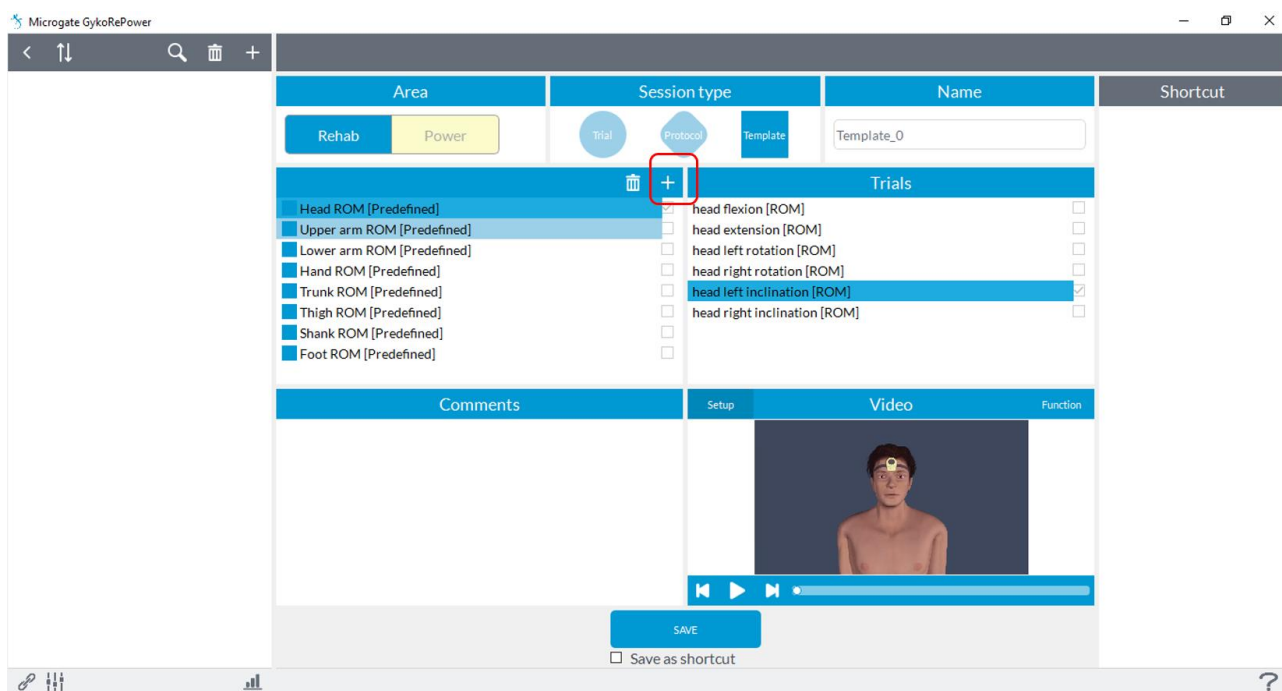 Microgate GykoRePower
Area
Session type
Name
Shortcut
Rehab
Power
Trial
Protocol
Template
Template_0
Trials
Head ROM [Predefined]
Upper arm ROM [Predefined]
Lower arm ROM [Predefined]
Hand ROM [Predefined]
Trunk ROM [Predefined]
Thigh ROM [Predefined]
Shank ROM [Predefined]
Foot ROM [Predefined]
head flexion [ROM]
head extension [ROM]
head left rotation [ROM]
head right rotation [ROM]
head left inclination [ROM]
head right inclination [ROM]
Comments
Setup
Video
Function
SAVE
Save as shortcut